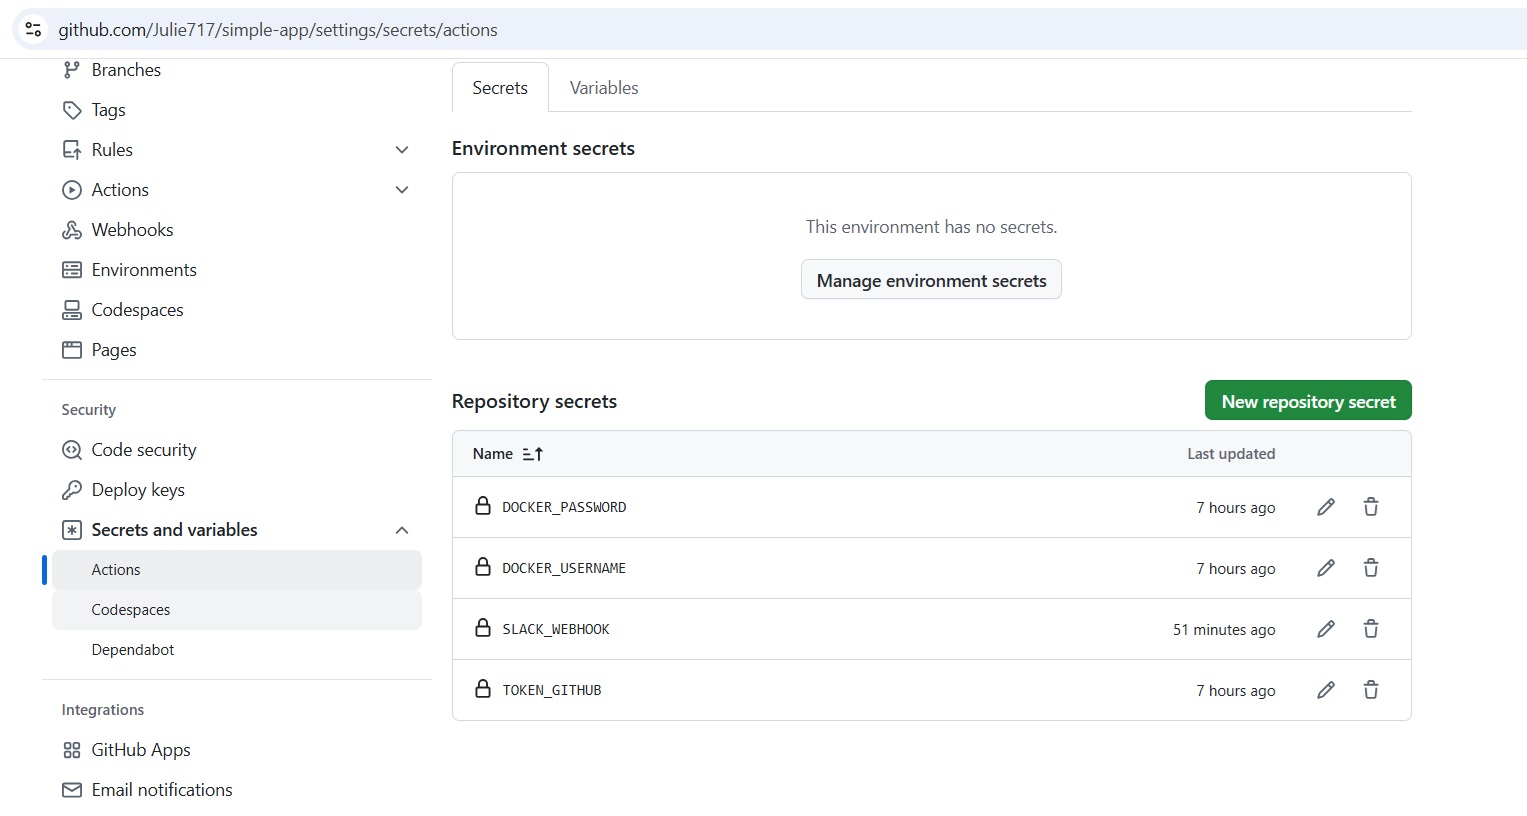 github.com/Julie717/simple-app/settings/secrets/actions
Branches
Tags
Rules
Actions
Webhooks
Environments
Codespaces
Pages
Security
Code security
Deploy keys
Secrets and variables
Actions
Codespaces
Dependabot
Integrations
GitHub Apps
Email notifications
Secrets Variables
Environment secrets
This environment has no secrets.
Manage environment secrets
Repository secrets New repository secret
Name Last updated
DOCKER_PASSWORD 7 hours ago
DOCKER_USERNAME 7 hours ago
SLACK_WEBHOOK 51 minutes ago
TOKEN_GITHUB 7 hours ago